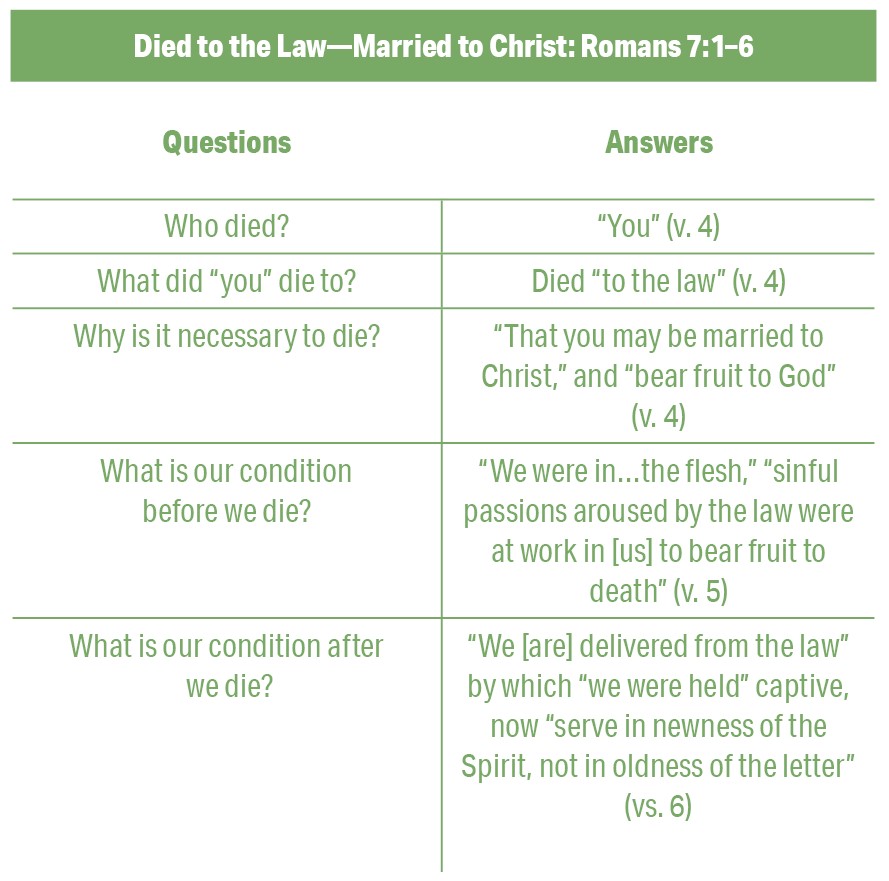 Died to the Law—Married to Christ: Romans 7:1–6
Questions
Answers
Who died?
“You” (v. 4)
What did “you” die to?
Died “to the law” (v. 4)
Why is it necessary to die?
“That you may be married to
Christ,” and “bear fruit to God”
(v. 4)
What is our condition
before we die?
“We were in...the flesh,” “sinful
passions aroused by the law were
at work in [us] to bear fruit to
death” (v. 5)
What is our condition after
we die?
“We [are] delivered from the law”
by which “we were held” captive,
now “serve in newness of the
Spirit, not in oldness of the letter”
(vs. 6)